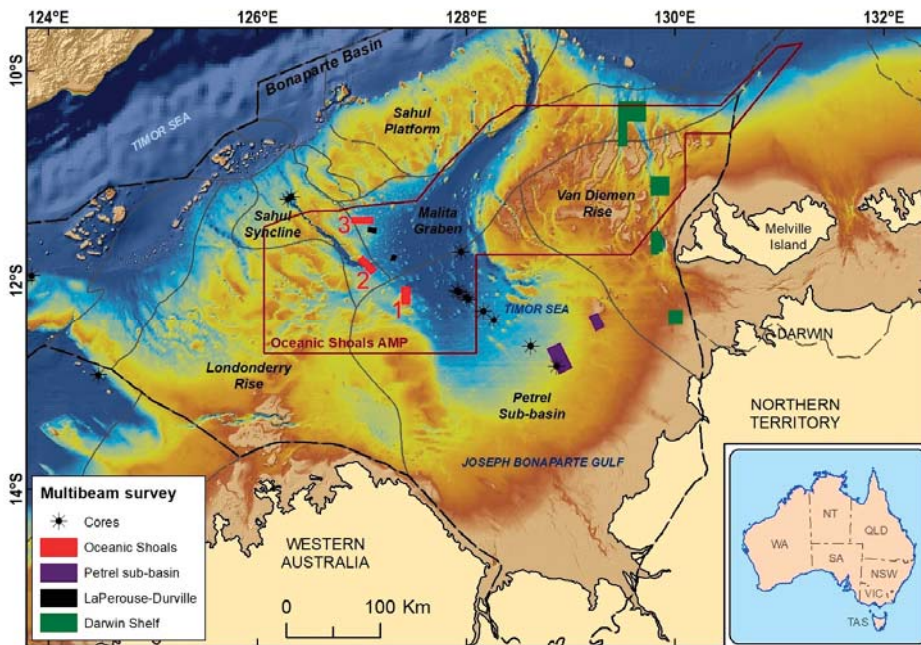 124°E
126°E
128°E
130°E
132°E
10°S
12°S
14°S
Bonaparte Basin
TIMOR SEA
Sahul
Platform
Sahul
Syncline
Malita
Graben
Van Diemen
Rise
Melville
Island
3
2
1
TIMOR SEA
Oceanic Shoals AMP
DARWIN
Londonderry
Rise
Petrel
Sub-basin
NORTHERN
TERRITORY
JOSEPH BONAPARTE GULF
WESTERN
AUSTRALIA
0 100 Km
Multibeam survey
Cores
Oceanic Shoals
Petrel sub-basin
LaPerouse-Durville
Darwin Shelf
WA
NT
QLD
SA
NSW
VIC
TAS